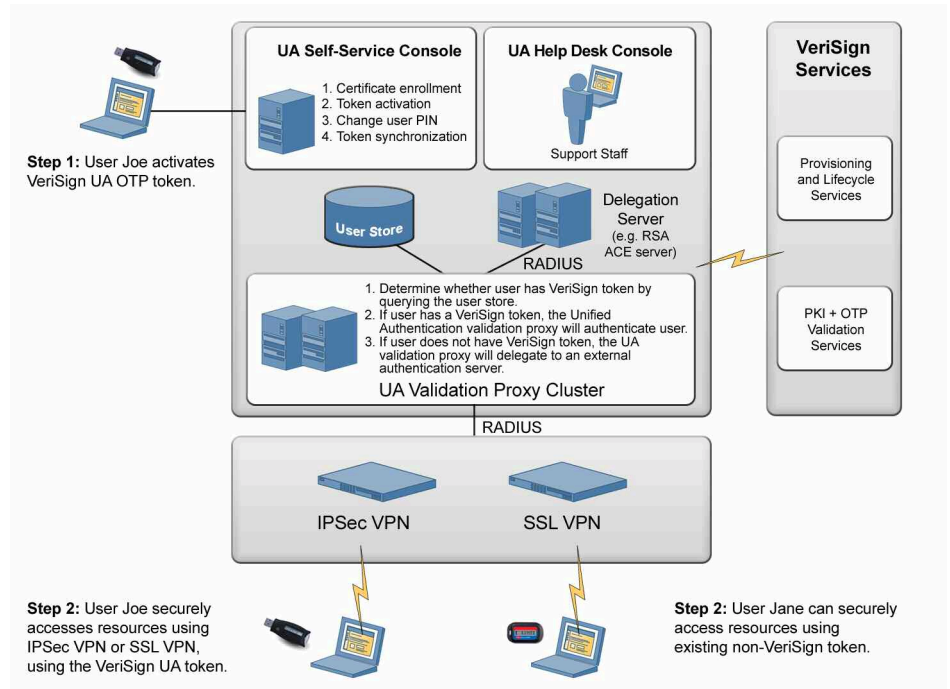 UA Self-Service Console
1. Certificate enrollment
2. Token activation
3. Change user PIN
4. Token synchronization
UA Help Desk Console
Support Staff
VeriSign
Services
Provisioning
and Lifecycle
Services
PKI + OTP
Validation
Services
Step 1: User Joe activates
VeriSign UA OTP token.
User Store
Delegation
Server
(e.g. RSA
ACE server)
RADIUS
1. Determine whether user has VeriSign token by
querying the user store.
2. If user has a VeriSign token, the Unified
Authentication validation proxy will authenticate user.
3. If user does not have VeriSign token, the UA
validation proxy will delegate to an external
authentication server.
UA Validation Proxy Cluster
RADIUS
IPSec VPN
SSL VPN
Step 2: User Joe securely
accesses resources using
IPSec VPN or SSL VPN,
using the VeriSign UA token.
Step 2: User Jane can securely
access resources using
existing non-VeriSign token.